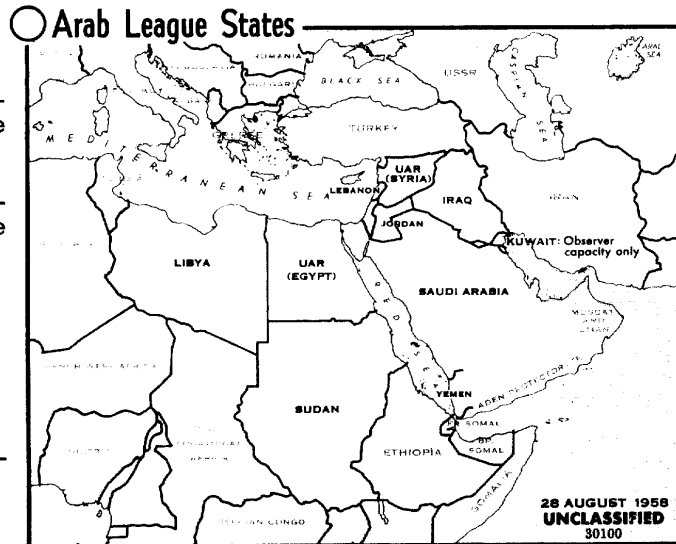 Arab League States
RUMANIA
BLACK SEA
USSR
CASPIAN SEA
ARAL SEA
GREECE
TURKEY
MEDITERRANEAN SEA
LEBANON
UAR
(SYRIA)
IRAQ
IRAN
JORDAN
KUWAIT: Observer
capacity only
LIBYA
UAR
(EGYPT)
SAUDI ARABIA
RED SEA
MUSCAT
AND
OMAN
YEMEN
ADEN PROTECTORATE
SUDAN
FR SOMAL
BR
SOMAL
ETHIOPIA
SOMALIA
BELGIAN CONGO
28 AUGUST 1958
UNCLASSIFIED
30100